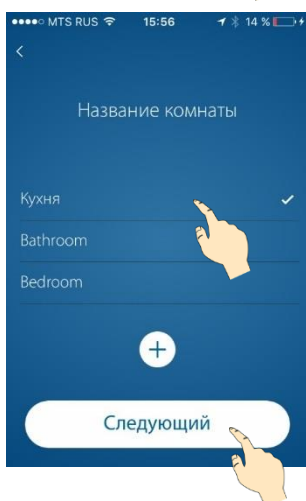 MTS RUS 15:56 14 %
Название комнаты
Кухня
Bathroom
Bedroom
Следующий